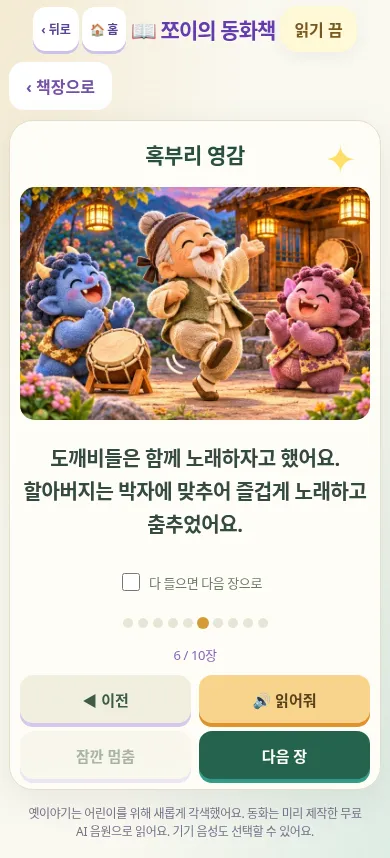 ‹ 뒤로 🏠 홈 📖 쪼이의 동화책 읽기 끔
‹ 책장으로
혹부리 영감
도깨비들은 함께 노래하자고 했어요.
할아버지는 박자에 맞추어 즐겁게 노래하고
춤추었어요.
다 들으면 다음 장으로
6 / 10장
◀ 이전 🔊 읽어줘
잠깐 멈춤 다음 장
옛이야기는 어린이를 위해 새롭게 각색했어요. 동화는 미리 제작한 무료
AI 음원으로 읽어요. 기기 음성도 선택할 수 있어요.